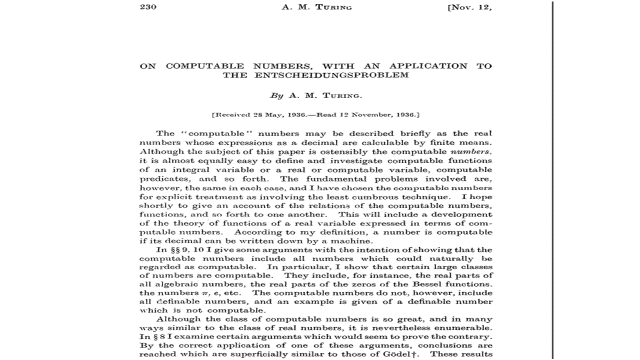 230 A. M. TURING [Nov. 12,
ON COMPUTABLE NUMBERS, WITH AN APPLICATION TO
THE ENTSCHEIDUNGSPROBLEM
By A. M. TURING.
[Received 28 May, 1936.—Read 12 November, 1936.]
The "computable" numbers may be described briefly as the real
numbers whose expressions as a decimal are calculable by finite means.
Although the subject of this paper is ostensibly the computable numbers,
it is almost equally easy to define and investigate computable functions
of an integral variable or a real or computable variable, computable
predicates, and so forth. The fundamental problems involved are,
however, the same in each case, and I have chosen the computable numbers
for explicit treatment as involving the least cumbrous technique. I hope
shortly to give an account of the relations of the computable numbers,
functions, and so forth to one another. This will include a development
of the theory of functions of a real variable expressed in terms of com-
putable numbers. According to my definition, a number is computable
if its decimal can be written down by a machine.
In §§ 9, 10 I give some arguments with the intention of showing that the
computable numbers include all numbers which could naturally be
regarded as computable. In particular, I show that certain large classes
of numbers are computable. They include, for instance, the real parts of
all algebraic numbers, the real parts of the zeros of the Bessel functions,
the numbers π, e, etc. The computable numbers do not, however, include
all definable numbers, and an example is given of a definable number
which is not computable.
Although the class of computable numbers is so great, and in many
ways similar to the class of real numbers, it is nevertheless enumerable.
In § 8 I examine certain arguments which would seem to prove the contrary.
By the correct application of one of these arguments, conclusions are
reached which are superficially similar to those of Gödel†. These results